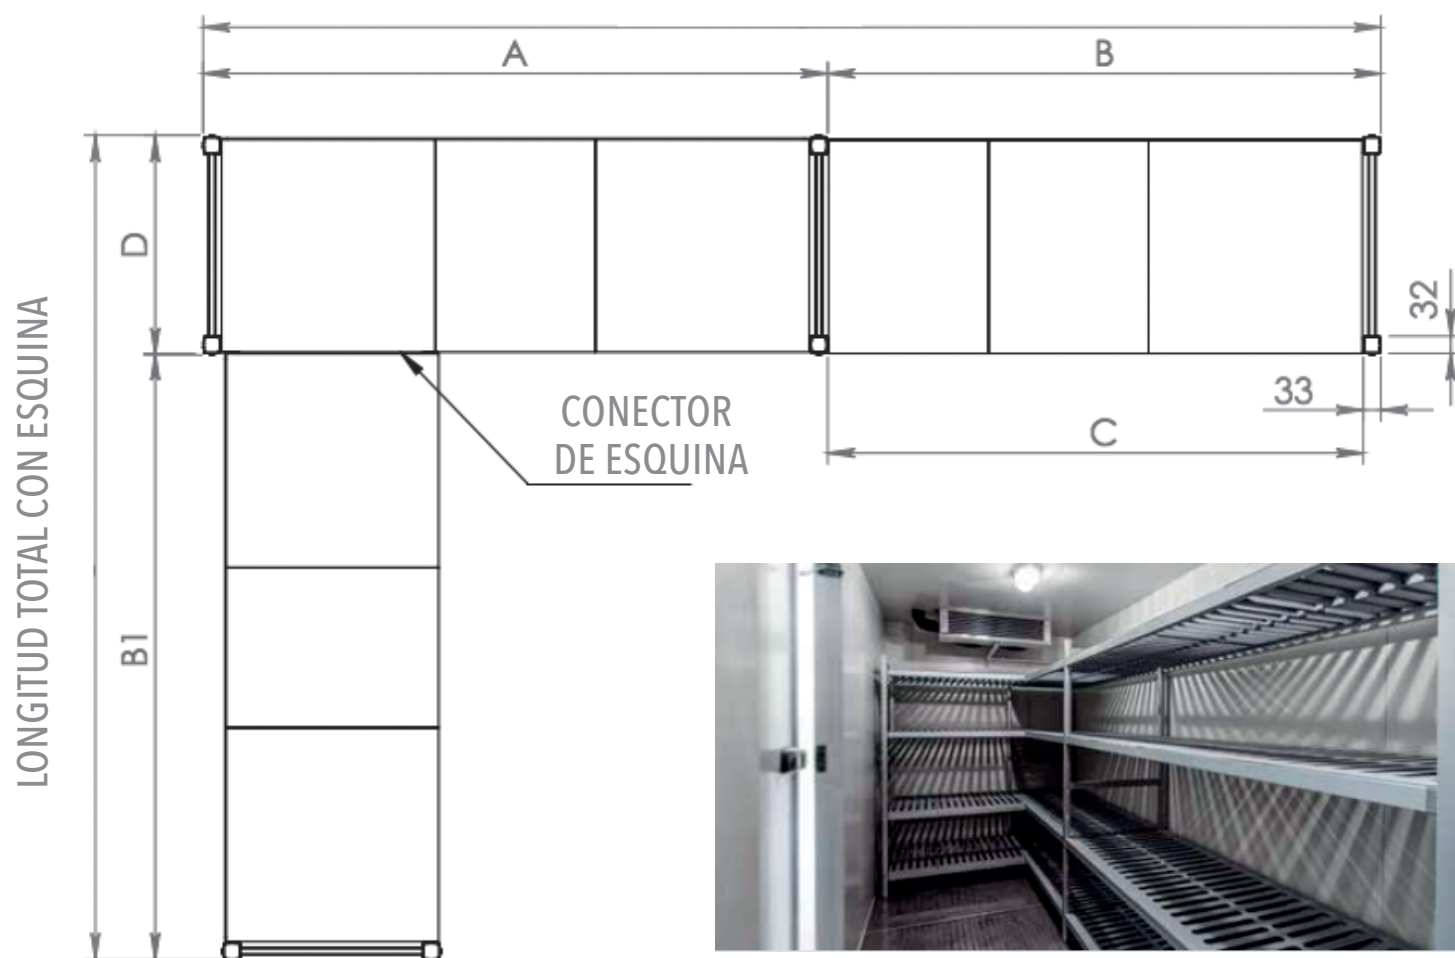 A
B
D
32
33
CONECTOR
DE ESQUINA
C
B1
LONGITUD TOTAL CON ESQUINA